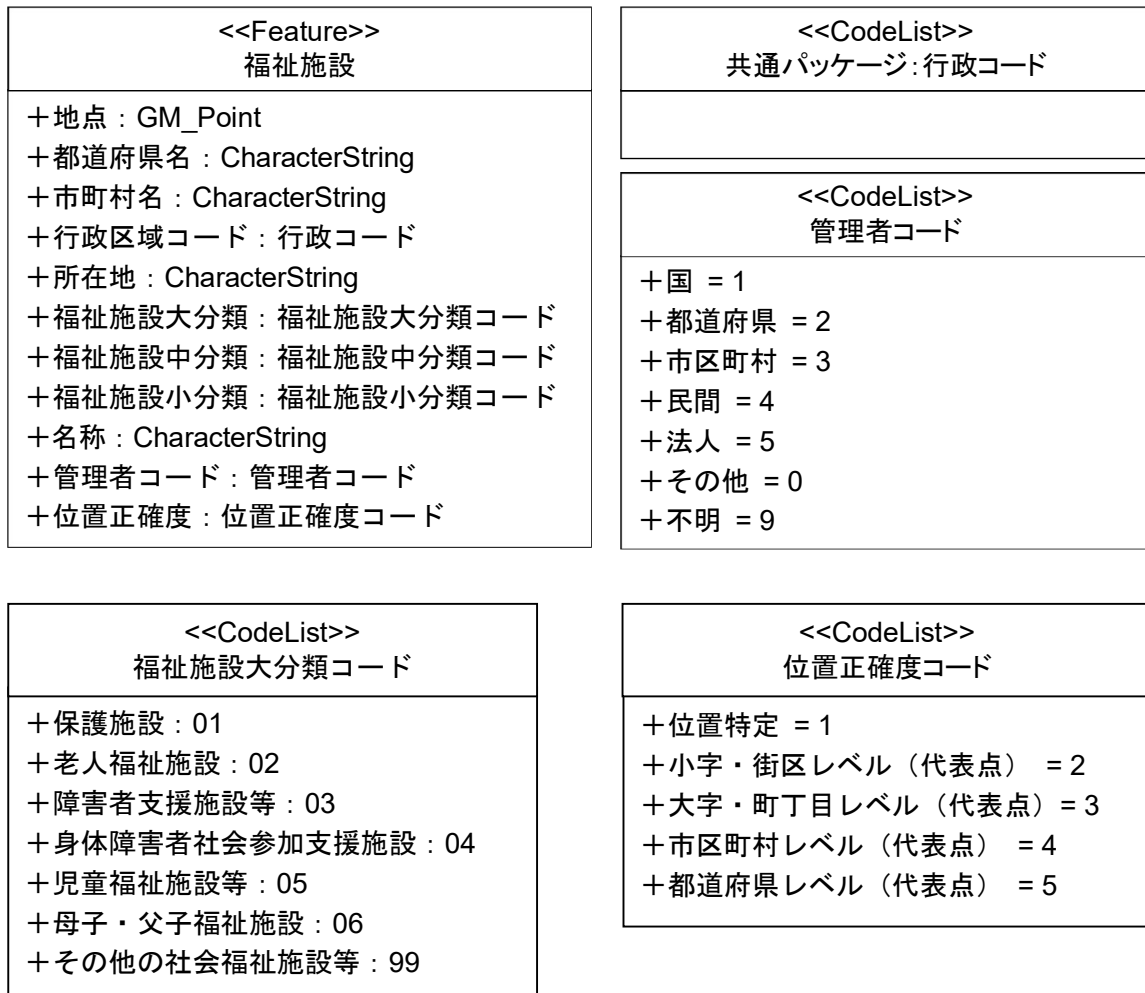 <<Feature>>
福祉施設
＋地点：GM_Point
＋都道府県名：CharacterString
＋市町村名：CharacterString
＋行政区域コード：行政コード
＋所在地：CharacterString
＋福祉施設大分類：福祉施設大分類コード
＋福祉施設中分類：福祉施設中分類コード
＋福祉施設小分類：福祉施設小分類コード
＋名称：CharacterString
＋管理者コード：管理者コード
＋位置正確度：位置正確度コード
<<CodeList>>
共通パッケージ：行政コード
<<CodeList>>
管理者コード
＋国 = 1
＋都道府県 = 2
＋市区町村 = 3
＋民間 = 4
＋法人 = 5
＋その他 = 0
＋不明 = 9
<<CodeList>>
福祉施設大分類コード
＋保護施設：01
＋老人福祉施設：02
＋障害者支援施設等：03
＋身体障害者社会参加支援施設：04
＋児童福祉施設等：05
＋母子・父子福祉施設：06
＋その他の社会福祉施設等：99
<<CodeList>>
位置正確度コード
＋位置特定 = 1
＋小字・街区レベル（代表点） = 2
＋大字・町丁目レベル（代表点）= 3
＋市区町村レベル（代表点） = 4
＋都道府県レベル（代表点） = 5